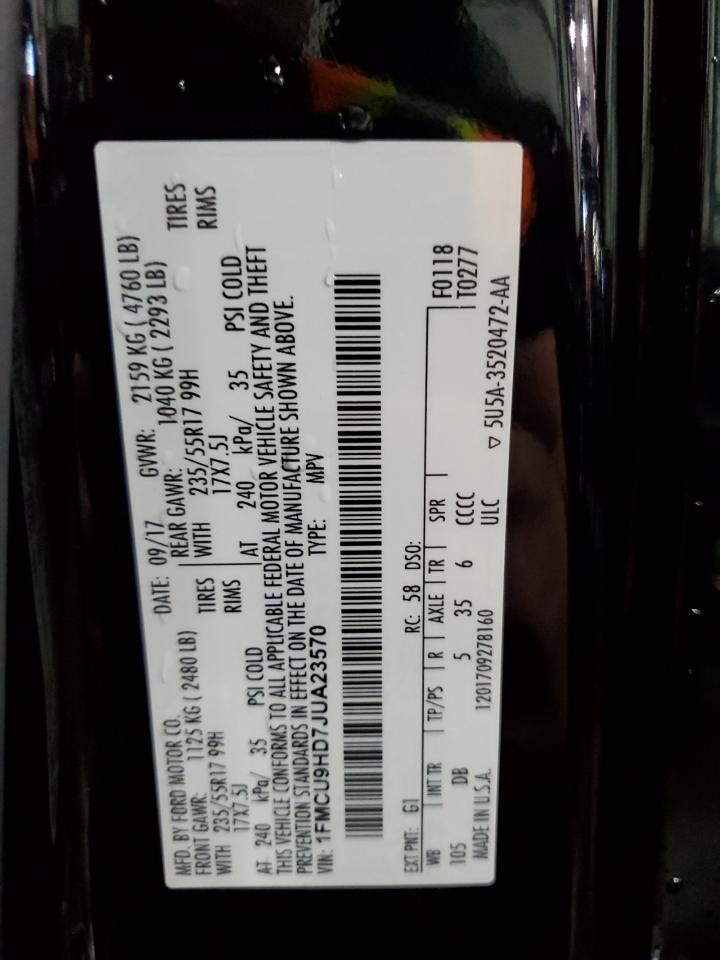 MFD. BY FORD MOTOR CO. DATE: 09/17 GVWR: 2159 KG ( 4760 LB)
FRONT GAWR: 1125 KG ( 2480 LB) REAR GAWR: 1040 KG ( 2293 LB)
WITH 235/55R17 99H TIRES WITH 235/55R17 99H TIRES
17X7.5J RIMS 17X7.5J RIMS
AT 240 kPa/ 35 PSI COLD AT 240 kPa/ 35 PSI COLD
THIS VEHICLE CONFORMS TO ALL APPLICABLE FEDERAL MOTOR VEHICLE SAFETY AND THEFT
PREVENTION STANDARDS IN EFFECT ON THE DATE OF MANUFACTURE SHOWN ABOVE.
VIN: 1FMCU9HD7JUA23570 TYPE: MPV
EXT PNT: G1 RC: 58 DSO: F0118
WB INT TR TP/PS R AXLE TR SPR T0277
105 DB 5 35 6 CCCC
ULC
MADE IN U.S.A. 1201709278160 ▽ 5U5A-3520472-AA